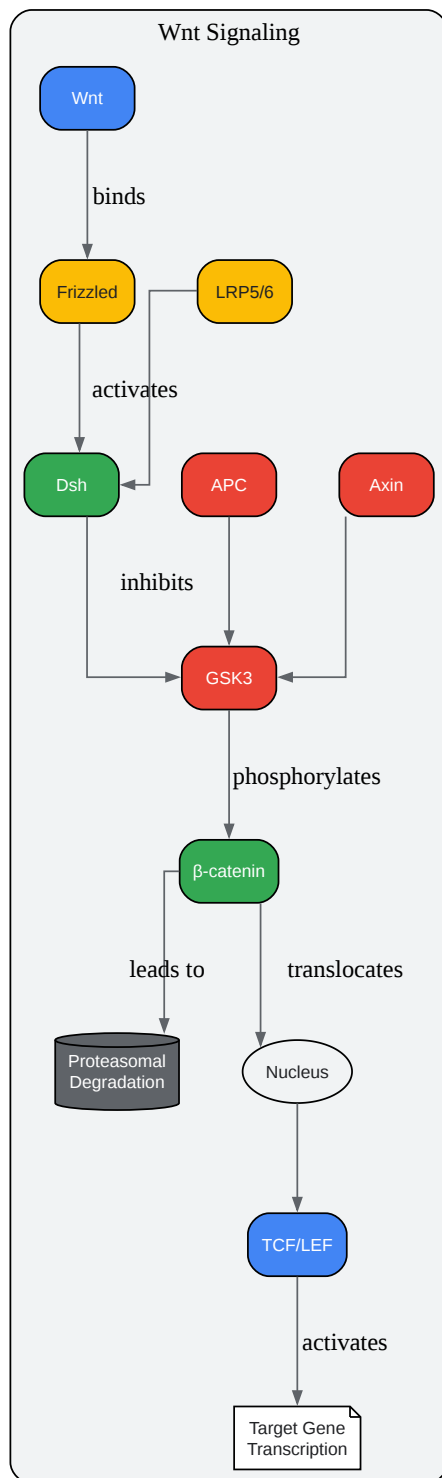 Wnt Signaling
Wnt
binds
Frizzled
LRP5/6
activates
Dsh
APC
Axin
inhibits
GSK3
phosphorylates
β-catenin
leads to
translocates
Proteasomal
Degradation
Nucleus
TCF/LEF
activates
Target Gene
Transcription